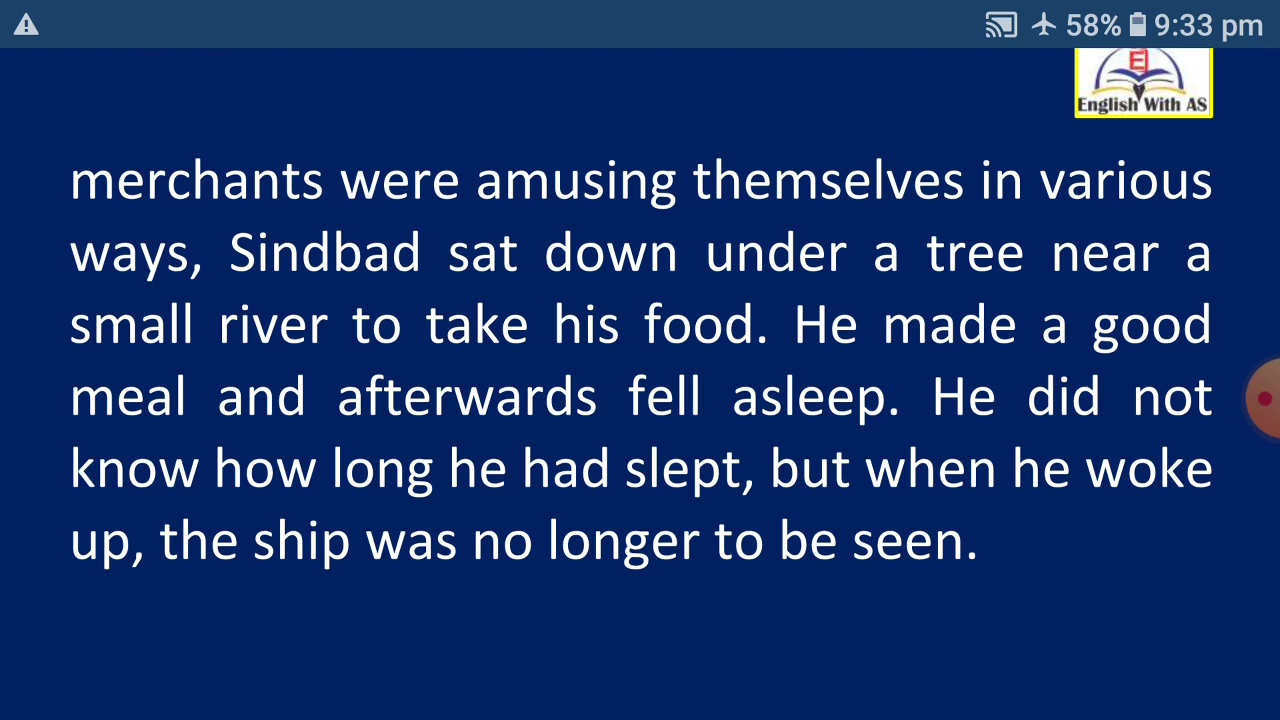 58% 9:33 pm
E
English With AS
merchants were amusing themselves in various
ways, Sindbad sat down under a tree near a
small river to take his food. He made a good
meal and afterwards fell asleep. He did not
know how long he had slept, but when he woke
up, the ship was no longer to be seen.